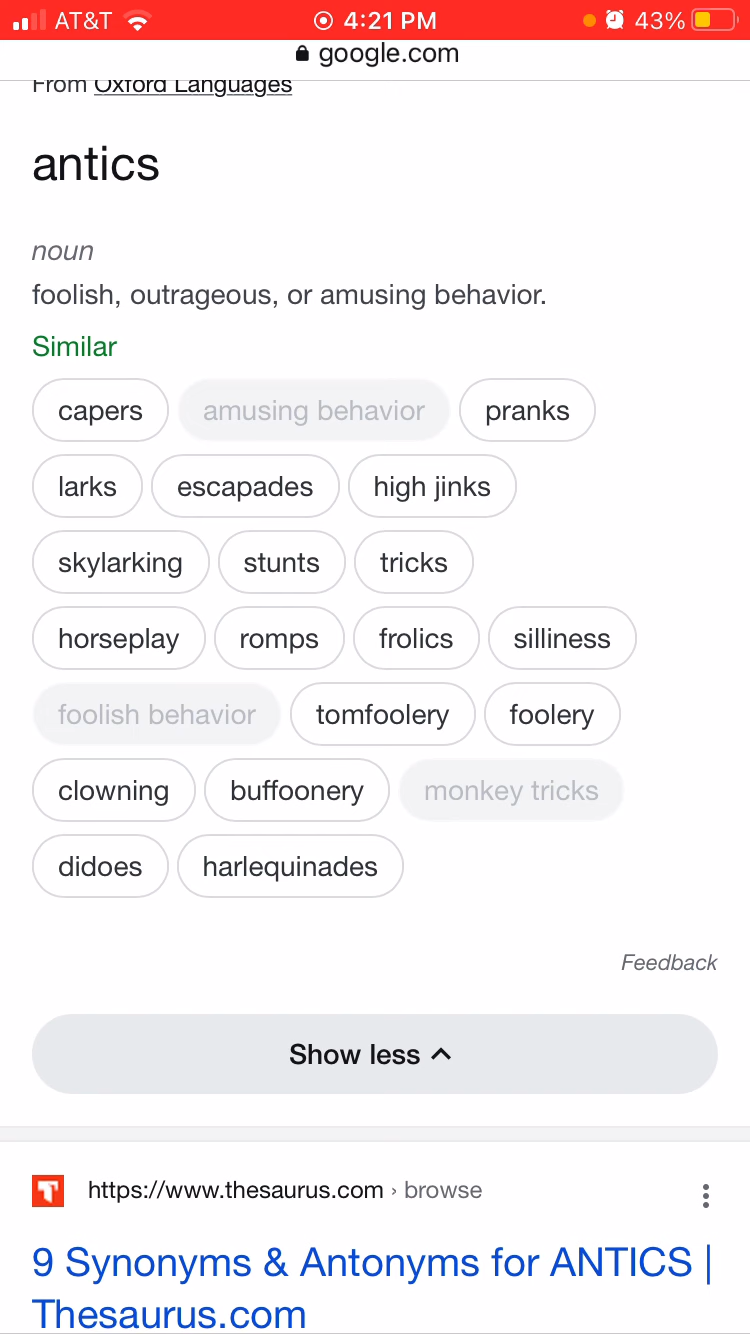 AT&T 4:21 PM 43%
google.com
From Oxford Languages
antics
noun
foolish, outrageous, or amusing behavior.
Similar
capers amusing behavior pranks
larks escapades high jinks
skylarking stunts tricks
horseplay romps frolics silliness
foolish behavior tomfoolery foolery
clowning buffoonery monkey tricks
didoes harlequinades
Feedback
Show less
https://www.thesaurus.com › browse
9 Synonyms & Antonyms for ANTICS |
Thesaurus.com